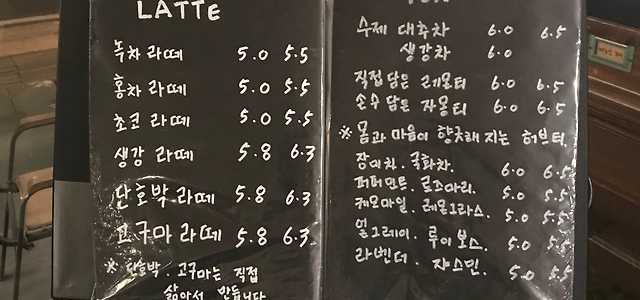 LATTE
녹차 라떼 5.0 5.5
홍차 라떼 5.0 5.5
초코 라떼 5.0 5.5
생강 라떼 5.8 6.3
단호박 라떼 5.8 6.3
고구마 라떼 5.8 6.3
※ 단호박. 고구마는 직접
삶아서 만듭니다
수제 대추차 6.0 6.5
생강차 6.0
직접 담은 레몬티 6.0 6.5
손수 담은 자몽티 6.0 6.5
※ 몸과 마음이 향긋해 지는 허브티.
장미차. 국화차. 6.0 6.5
퍼퍼민트. 로즈마리. 5.0 5.5
캐모마일. 레몬그라스. 5.0 5.5
얼그레이. 루이보스. 5.0 5.5
라벤더. 쟈스민. 5.0 5.5